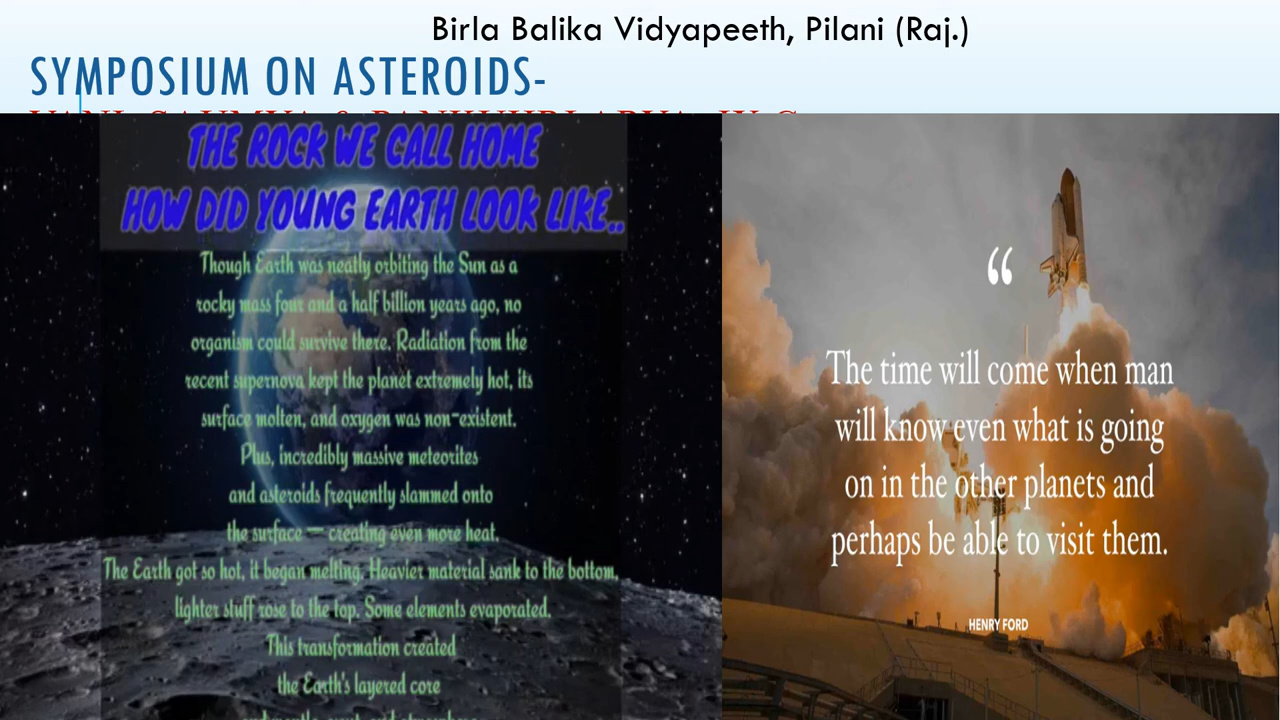 Birla Balika Vidyapeeth, Pilani (Raj.)
SYMPOSIUM ON ASTEROIDS-
THE ROCK WE CALL HOME
HOW DID YOUNG EARTH LOOK LIKE..
Though Earth was neatly orbiting the Sun as a
rocky mass four and a half billion years ago, no
organism could survive there. Radiation from the
recent supernova kept the planet extremely hot, its
surface molten, and oxygen was non-existent.
Plus, incredibly massive meteorites
and asteroids frequently slammed onto
the surface — creating even more heat.
The Earth got so hot, it began melting. Heavier material sank to the bottom,
lighter stuff rose to the top. Some elements evaporated.
This transformation created
the Earth's layered core
“
The time will come when man
will know even what is going
on in the other planets and
perhaps be able to visit them.
HENRY FORD